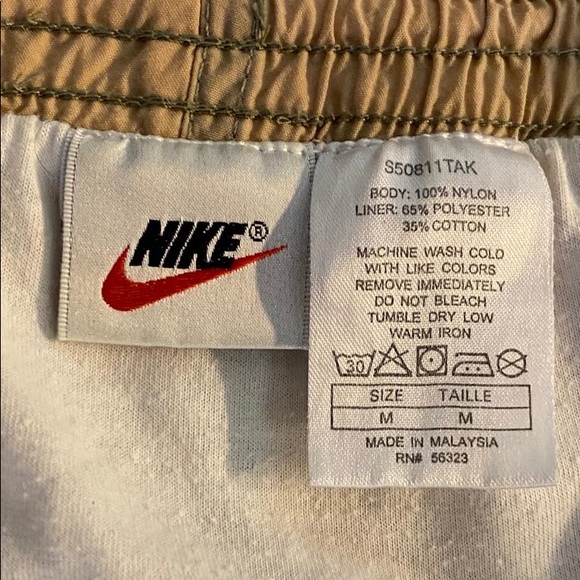 NIKE®
S50811TAK
BODY: 100% NYLON
LINER: 65% POLYESTER
35% COTTON
MACHINE WASH COLD
WITH LIKE COLORS
REMOVE IMMEDIATELY
DO NOT BLEACH
TUMBLE DRY LOW
WARM IRON
30
SIZE TAILLE
M M
MADE IN MALAYSIA
RN# 56323